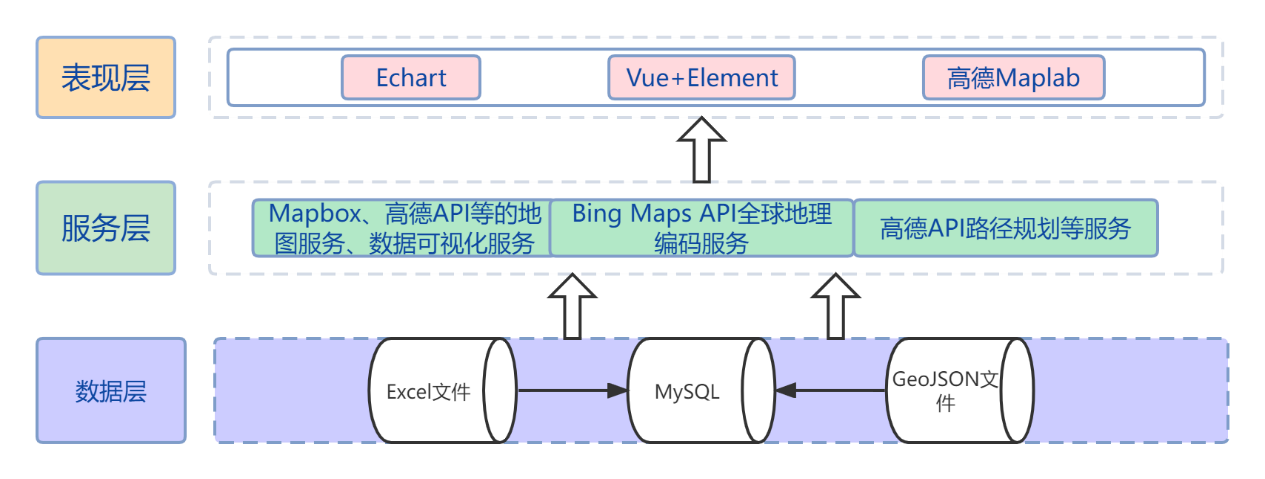 表现层
Echart
Vue+Element
高德Maplab
服务层
Mapbox、高德API等的地
图服务、数据可视化服务
Bing Maps API全球地理
编码服务
高德API路径规划等服务
数据层
Excel文件
MySQL
GeoJSON文
件